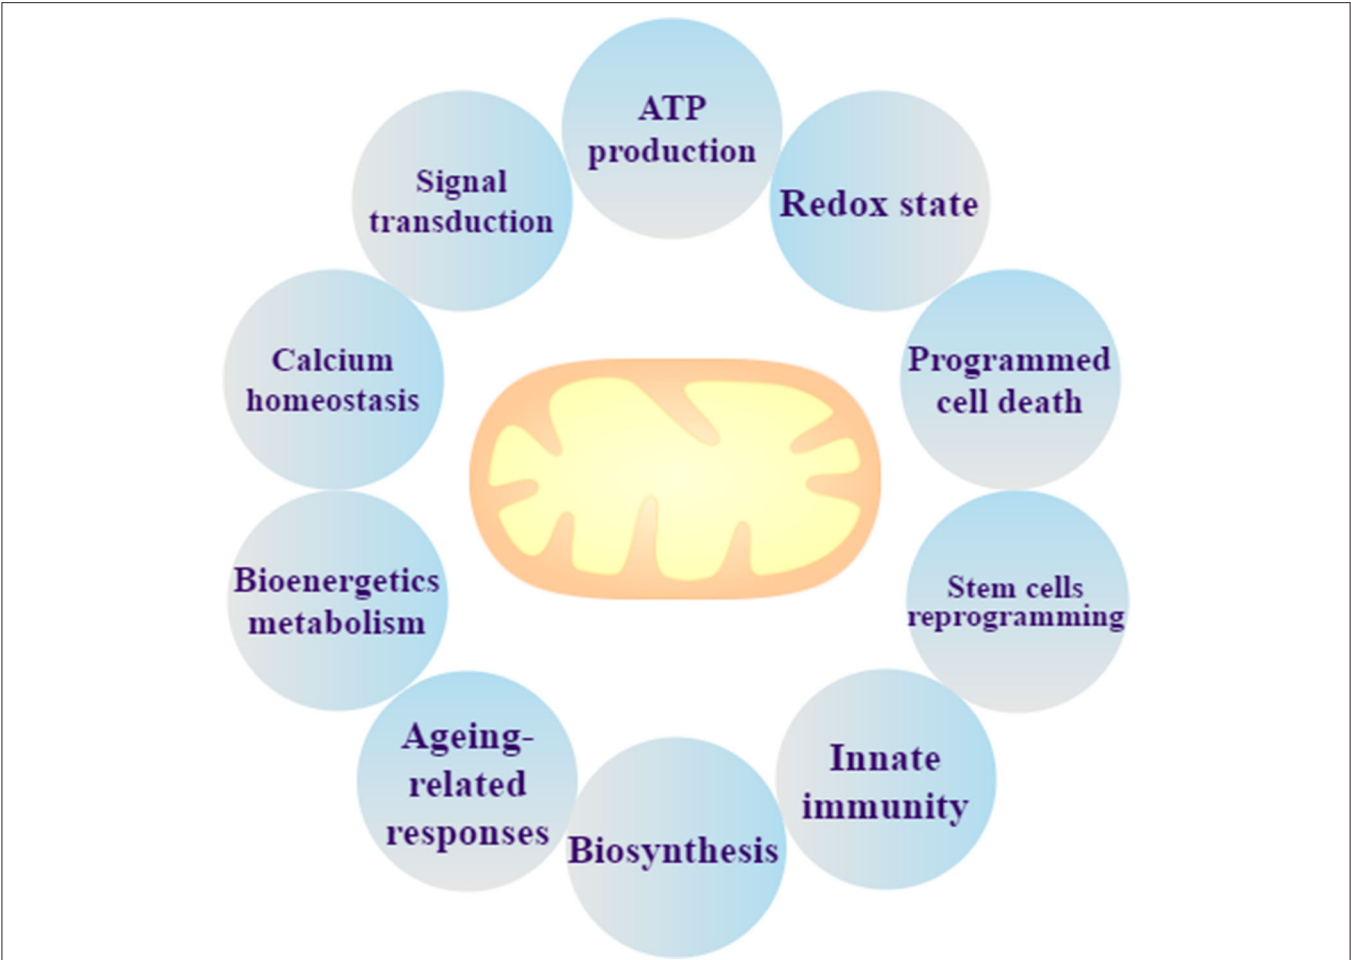 ATP
production
Redox state
Programmed
cell death
Stem cells
reprogramming
Innate
immunity
Biosynthesis
Ageing-
related
responses
Bioenergetics
metabolism
Calcium
homeostasis
Signal
transduction